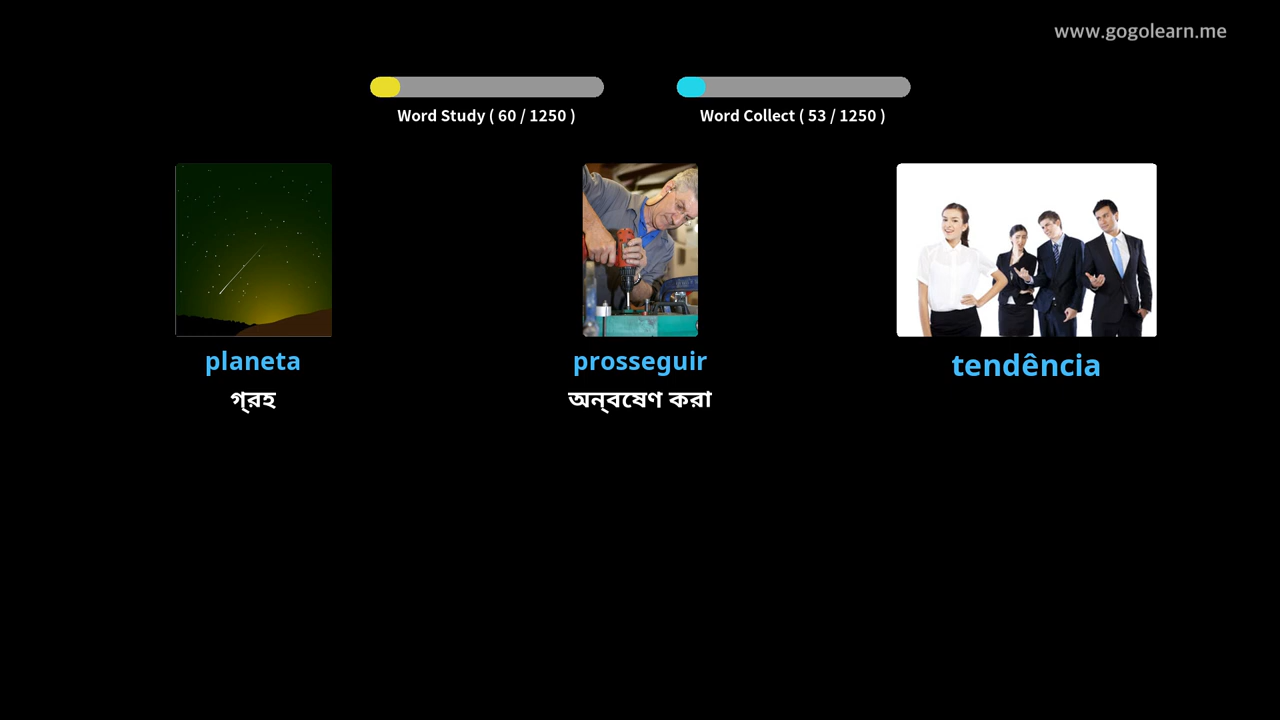 www.gogolearn.me
Word Study ( 60 / 1250 )
Word Collect ( 53 / 1250 )
planeta
prosseguir
tendência
গ্রহ
অন্বেষণ করা